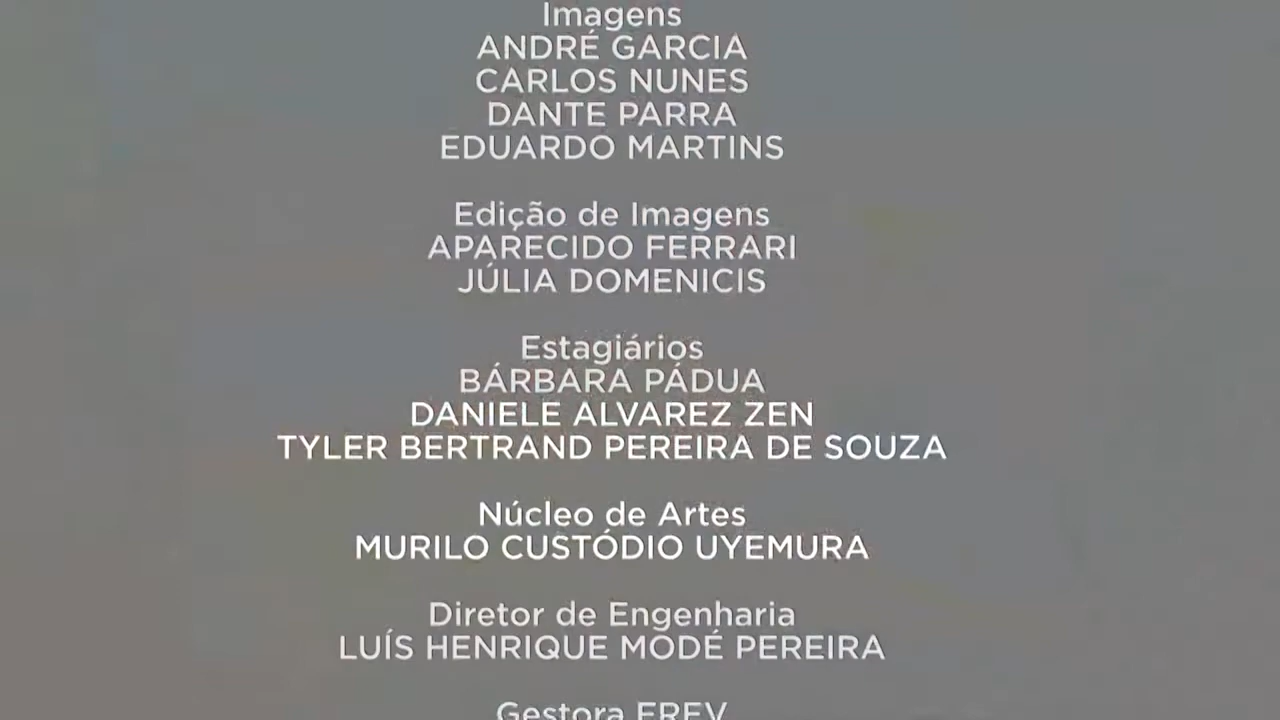 Imagens
ANDRÉ GARCIA
CARLOS NUNES
DANTE PARRA
EDUARDO MARTINS
Edição de Imagens
APARECIDO FERRARI
JÚLIA DOMENICIS
Estagiários
BÁRBARA PÁDUA
DANIELE ALVAREZ ZEN
TYLER BERTRAND PEREIRA DE SOUZA
Núcleo de Artes
MURILO CUSTÓDIO UYEMURA
Diretor de Engenharia
LUÍS HENRIQUE MODÉ PEREIRA
Gestora